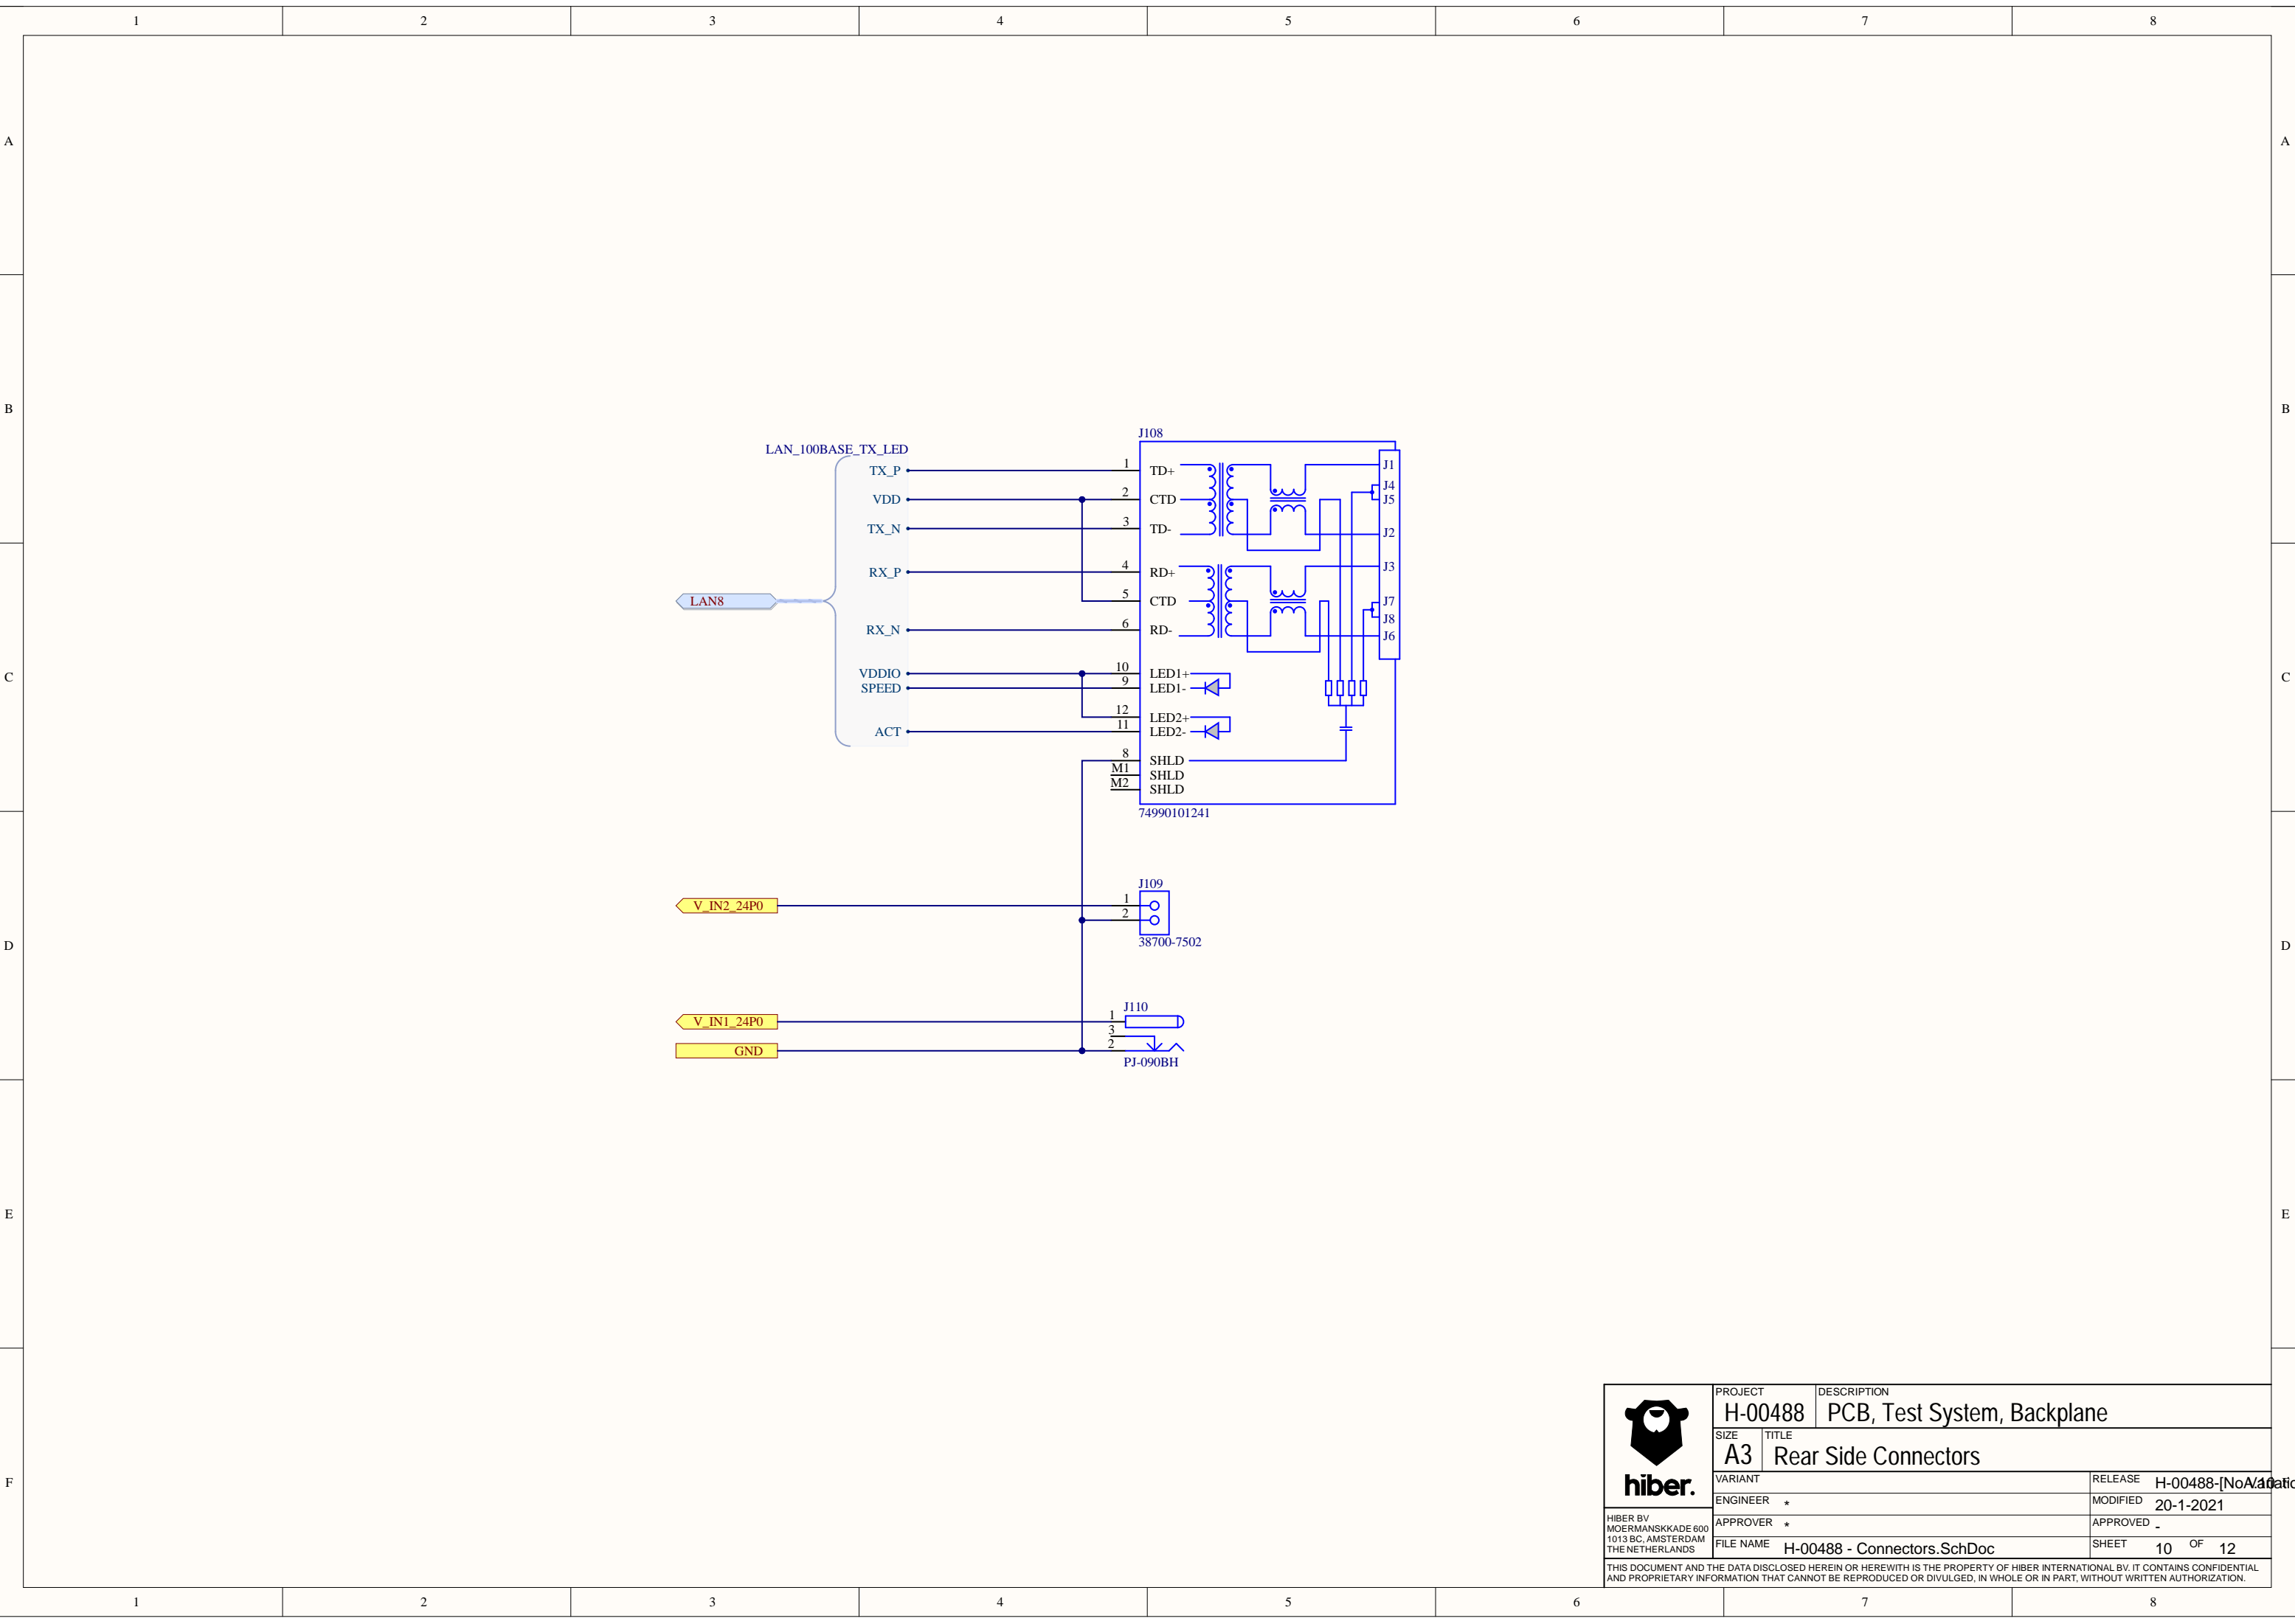 1 2 3 4 5 6 7 8
A A
B B
C C
D D
E E
F F
LAN_100BASE_TX_LED
LAN8
TX_P
VDD
TX_N
RX_P
RX_N
VDDIO
SPEED
ACT
J108
1 TD+ J1
J4
2 CTD J5
3 TD- J2
4 RD+ J3
5 CTD J7
J8
6 RD- J6
10 LED1+
9 LED1-
12 LED2+
11 LED2-
8 SHLD
M1 SHLD
M2 SHLD
74990101241
J109
V_IN2_24P0 1
2
38700-7502
J110
V_IN1_24P0 1
3
GND 2
PJ-090BH
hiber.
HIBER BV
MOERMANSKKADE 600
1013 BC, AMSTERDAM
THE NETHERLANDS
PROJECT DESCRIPTION
H-00488 PCB, Test System, Backplane
SIZE TITLE
A3 Rear Side Connectors
VARIANT RELEASE H-00488-[No
ENGINEER * MODIFIED 20-1-2021
APPROVER * APPROVED -
FILE NAME H-00488 - Connectors.SchDoc SHEET 10 OF 12
THIS DOCUMENT AND THE DATA DISCLOSED HEREIN OR HEREWITH IS THE PROPERTY OF HIBER INTERNATIONAL BV. IT CONTAINS CONFIDENTIAL
AND PROPRIETARY INFORMATION THAT CANNOT BE REPRODUCED OR DIVULGED, IN WHOLE OR IN PART, WITHOUT WRITTEN AUTHORIZATION.
1 2 3 4 5 6 7 8